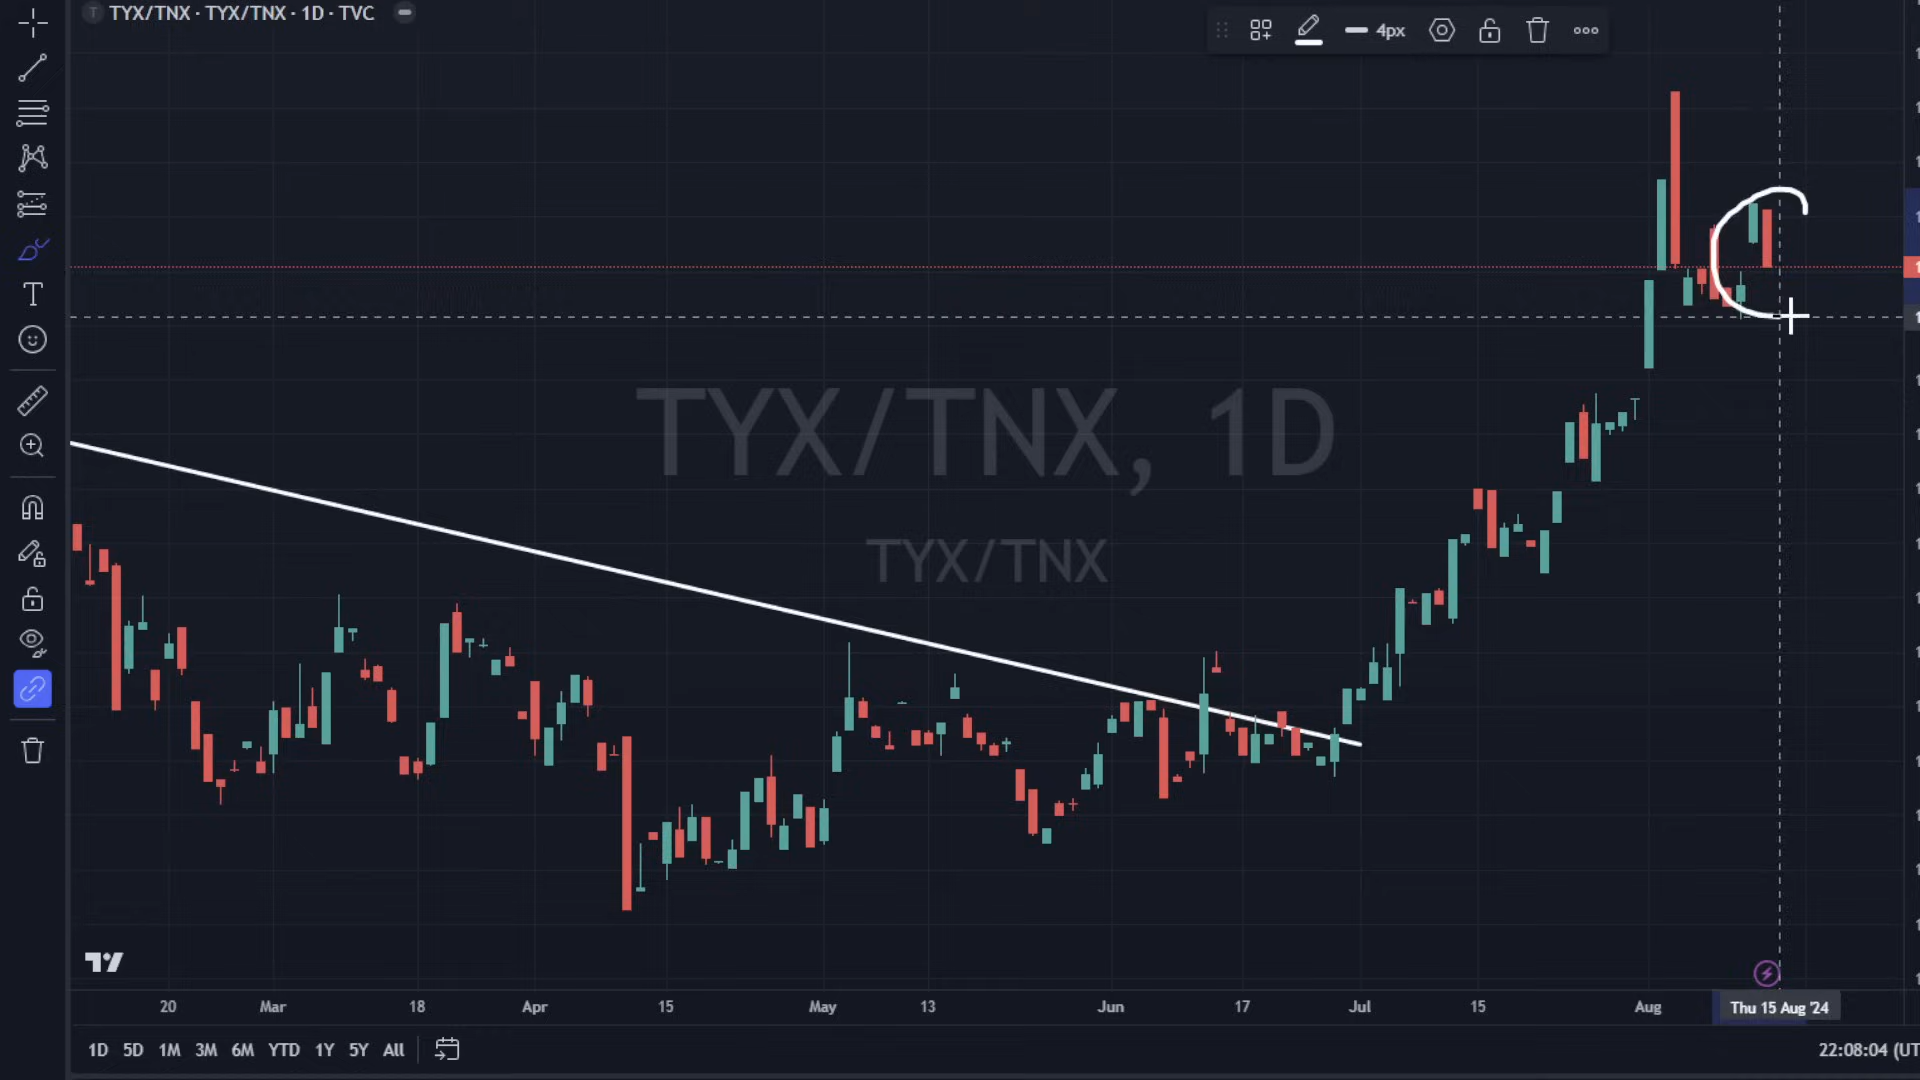 TYX/TNX · TYX/TNX · 1D · TVC
4px
TYX/TNX, 1D
TYX/TNX
20 Mar 18 Apr 15 May 13 Jun 17 Jul 15 Aug Thu 15 Aug '24
1D 5D 1M 3M 6M YTD 1Y 5Y All
22:08:04 (UT